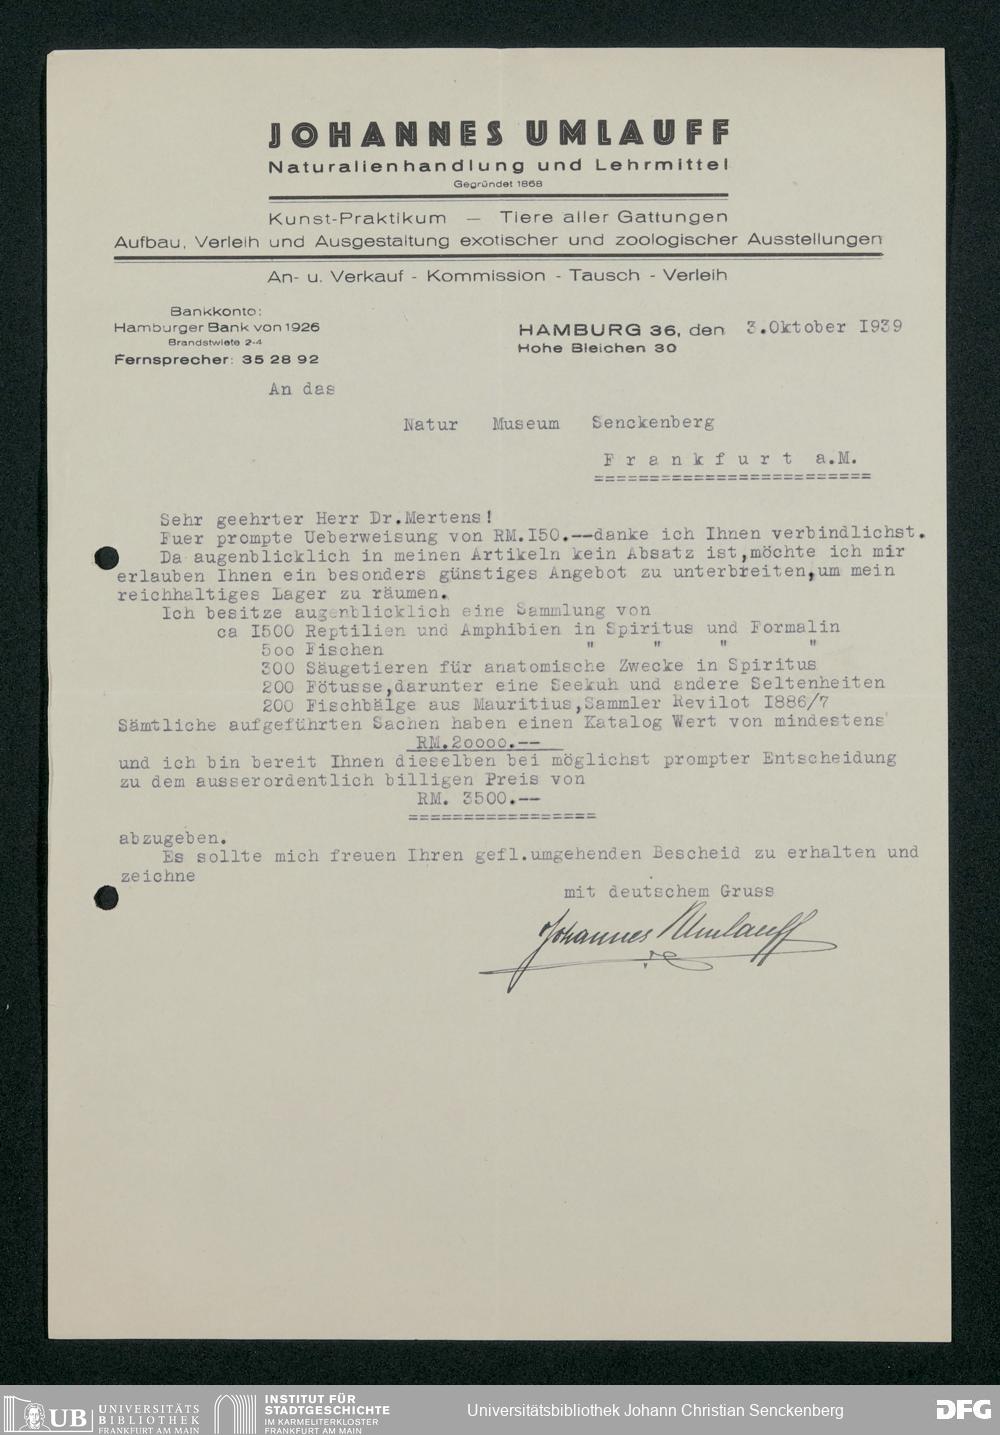 JOHANNES UMLAUFF
Naturalienhandlung und Lehrmittel
Gegründet 1868
Kunst-Praktikum — Tiere aller Gattungen
Aufbau, Verleih und Ausgestaltung exotischer und zoologischer Ausstellungen
An- u. Verkauf - Kommission - Tausch - Verleih
Bankkonto:
Hamburger Bank von 1926
Brandstwiete 2-4
Fernsprecher: 35 28 92
HAMBURG 36, den 3.Oktober I939
Hohe Bleichen 30
An das
Natur Museum Senckenberg
F r a n k f u r t a.M.
=========================
Sehr geehrter Herr Dr.Mertens!
Fuer prompte Ueberweisung von RM.I50.--danke ich Ihnen verbindlichst.
Da augenblicklich in meinen Artikeln kein Absatz ist,möchte ich mir
erlauben Ihnen ein besonders günstiges Angebot zu unterbreiten,um mein
reichhaltiges Lager zu räumen.
Ich besitze augenblicklich eine Sammlung von
ca I500 Reptilien und Amphibien in Spiritus und Formalin
5oo Fischen " " " "
300 Säugetieren für anatomische Zwecke in Spiritus
200 Fötusse,darunter eine Seekuh und andere Seltenheiten
200 Fischbälge aus Mauritius,Sammler Revilot I886/7
Sämtliche aufgeführten Sachen haben einen Katalog Wert von mindestens
RM.20000.--
und ich bin bereit Ihnen dieselben bei möglichst prompter Entscheidung
zu dem ausserordentlich billigen Preis von
RM. 3500.--
=================
abzugeben.
Es sollte mich freuen Ihren gefl.umgehenden Bescheid zu erhalten und
zeichne
mit deutschem Gruss
Johannes Umlauff
UB UNIVERSITÄTS
BIBLIOTHEK
FRANKFURT AM MAIN
INSTITUT FÜR
STADTGESCHICHTE
IM KARMELITERKLOSTER
FRANKFURT AM MAIN
Universitätsbibliothek Johann Christian Senckenberg
DFG